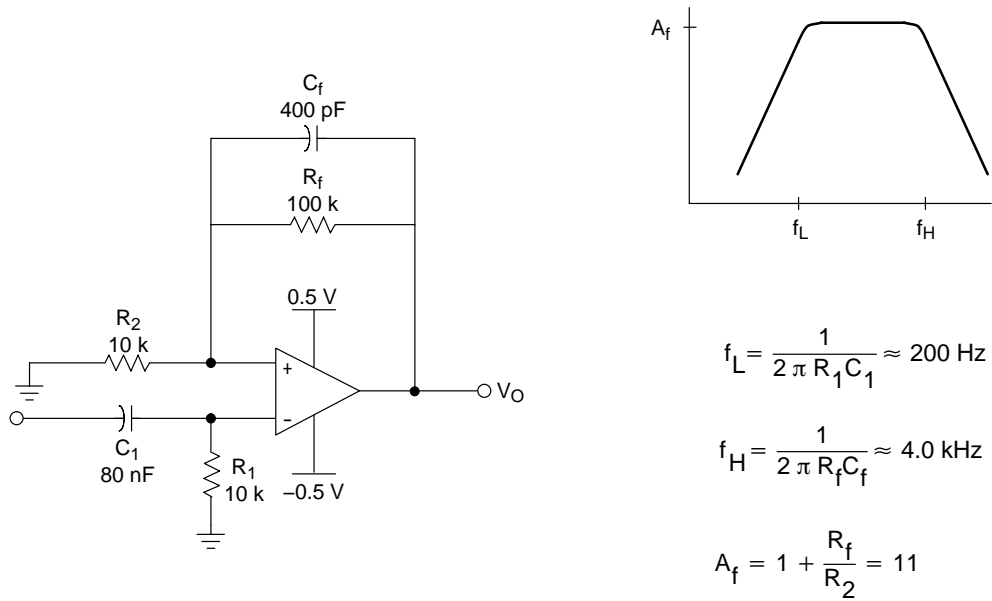 C_f
400 pF
R_f
100 k
0.5 V
R_2
10 k
+
−
V_O
C_1
80 nF
R_1
10 k
−0.5 V
A_f
f_L
f_H
f_L = 1 / (2 π R_1C_1) ≈ 200 Hz
f_H = 1 / (2 π R_fC_f) ≈ 4.0 kHz
A_f = 1 + R_f / R_2 = 11